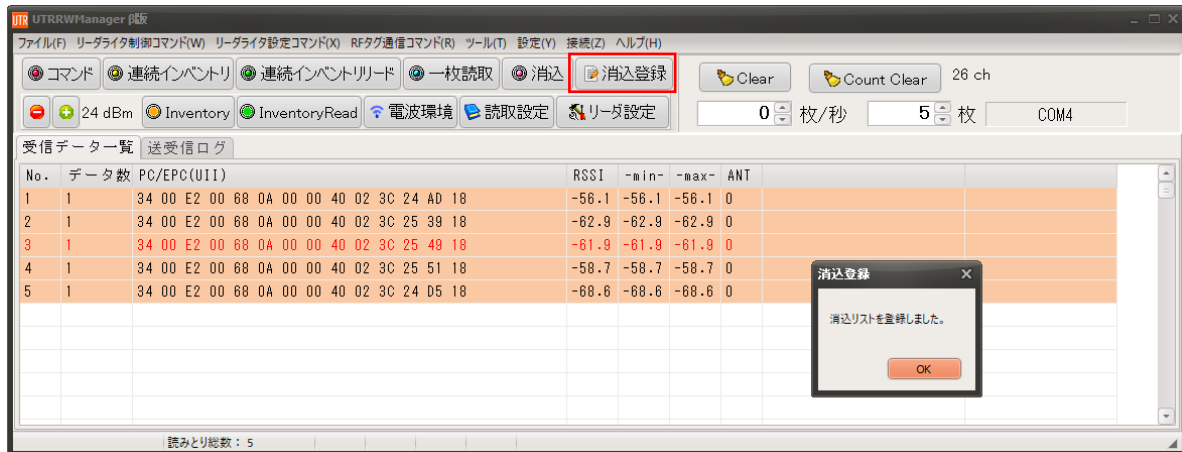 UTR UTRRWManager β版
ファイル(F) リーダライタ制御コマンド(W) リーダライタ設定コマンド(X) RFタグ通信コマンド(R) ツール(T) 設定(Y) 接続(Z) ヘルプ(H)
コマンド 連続インベントリ 連続インベントリリード 一枚読取 消込 消込登録 Clear Count Clear 26 ch
24 dBm Inventory InventoryRead 電波環境 読取設定 リーダ設定 0 枚/秒 5 枚 COM4
受信データ一覧 送受信ログ
No. データ数 PC/EPC(UII) RSSI -min- -max- ANT
1 1 34 00 E2 00 68 0A 00 00 40 02 3C 24 AD 18 -56.1 -56.1 -56.1 0
2 1 34 00 E2 00 68 0A 00 00 40 02 3C 25 39 18 -62.9 -62.9 -62.9 0
3 1 34 00 E2 00 68 0A 00 00 40 02 3C 25 49 18 -61.9 -61.9 -61.9 0
4 1 34 00 E2 00 68 0A 00 00 40 02 3C 25 51 18 -58.7 -58.7 -58.7 0
5 1 34 00 E2 00 68 0A 00 00 40 02 3C 24 D5 18 -68.6 -68.6 -68.6 0
消込登録
消込リストを登録しました。
OK
読みとり総数: 5